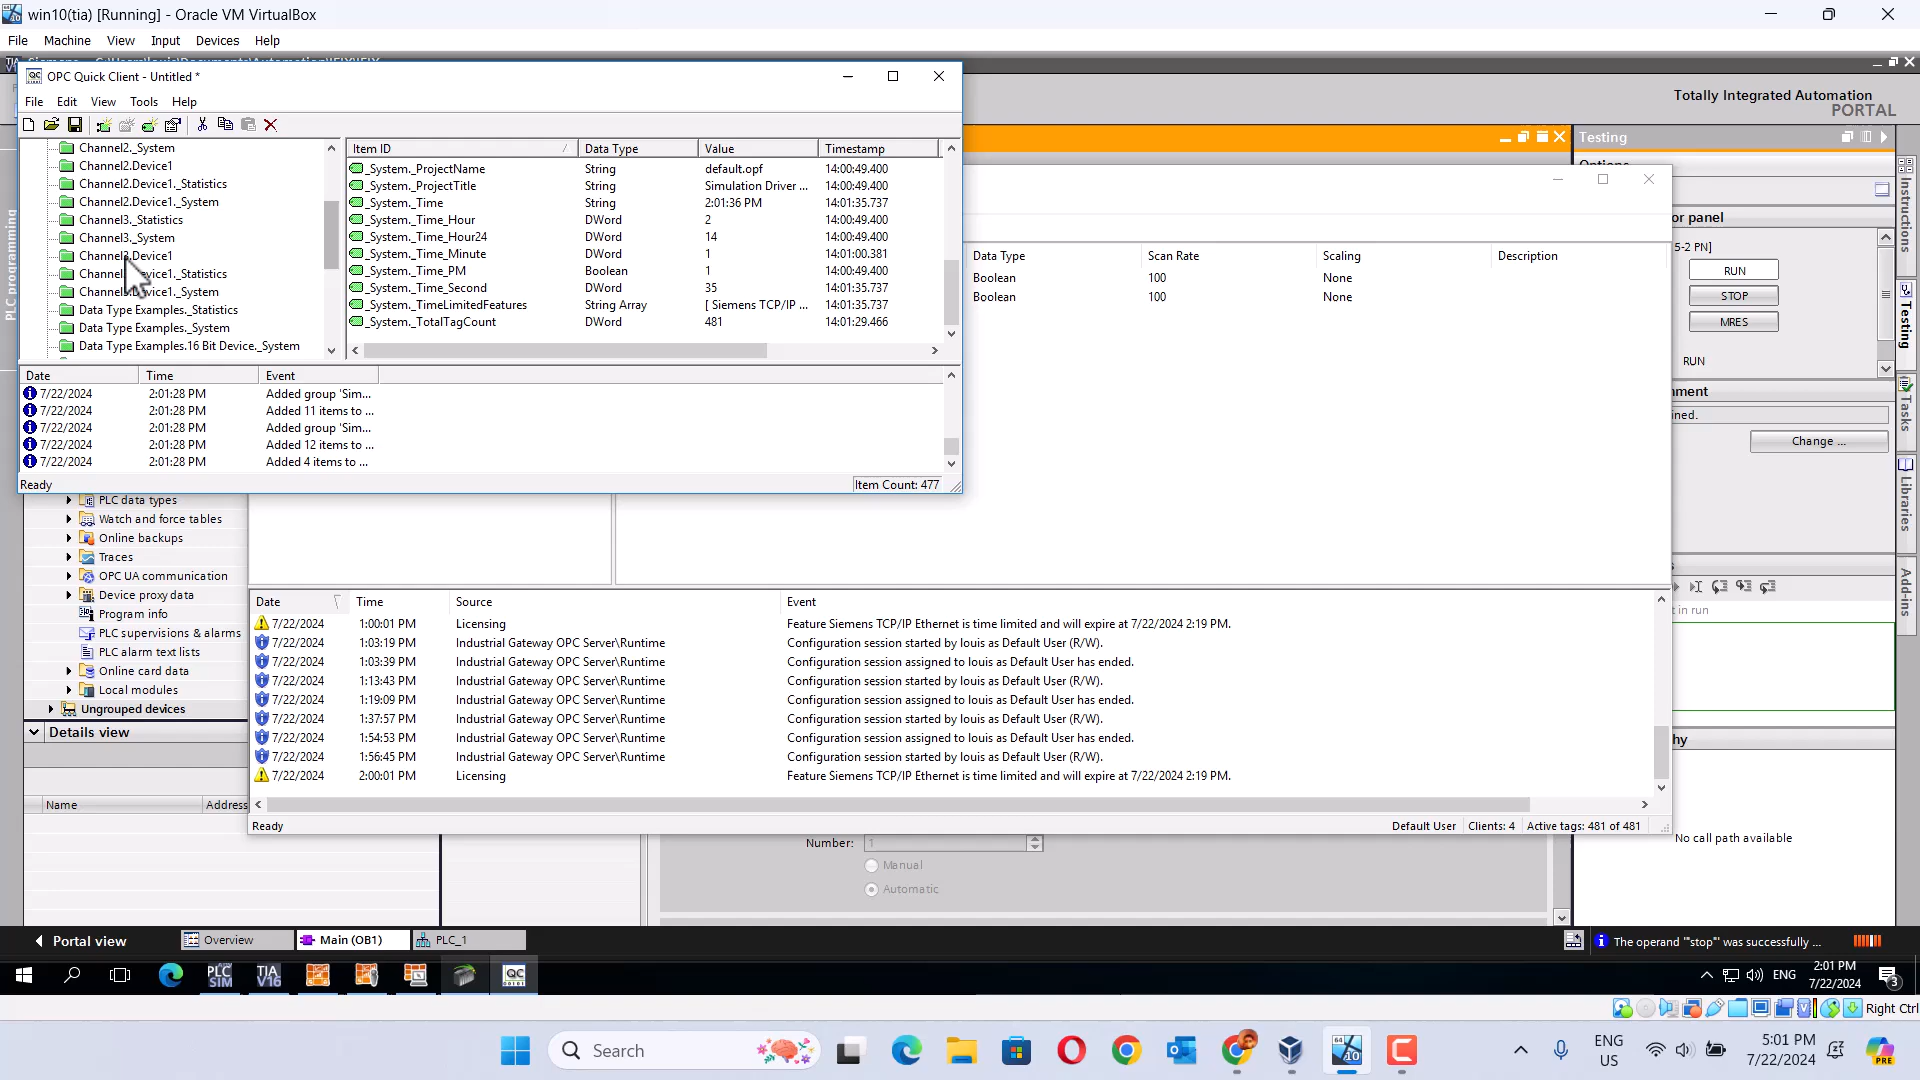 win10(tia) [Running] - Oracle VM VirtualBox
File Machine View Input Devices Help
OPC Quick Client - Untitled *
File Edit View Tools Help
Totally Integrated Automation
PORTAL
Testing
Options
Channel2._System
Channel2.Device1
Channel2.Device1._Statistics
Channel2.Device1._System
Channel3._Statistics
Channel3._System
Data Type Examples._Statistics
Data Type Examples._System
Data Type Examples.16 Bit Device._System
Item ID Data Type Value Timestamp
_System._ProjectName String default.opf 14:00:49.400
_System._ProjectTitle String Simulation Driver ... 14:00:49.400
_System._Time String 2:01:36 PM 14:01:35.737
_System._Time_Hour DWord 2 14:00:49.400
_System._Time_Hour24 DWord 14 14:00:49.400
_System._Time_Minute DWord 1 14:01:00.381
_System._Time_PM Boolean 1 14:00:49.400
_System._Time_Second DWord 35 14:01:35.737
_System._TimeLimitedFeatures String Array [ Siemens TCP/IP ... 14:01:35.737
_System._TotalTagCount DWord 481 14:01:29.466
Date Time Event
7/22/2024 2:01:28 PM Added group 'Sim...
7/22/2024 2:01:28 PM Added 11 items to ...
7/22/2024 2:01:28 PM Added group 'Sim...
7/22/2024 2:01:28 PM Added 12 items to ...
7/22/2024 2:01:28 PM Added 4 items to ...
Ready Item Count: 477
Data Type Scan Rate Scaling Description
Boolean 100 None
Boolean 100 None
or panel
5-2 PN]
RUN
STOP
MRES
RUN
nment
ined.
Change ...
t in run
hy
No call path available
Instructions
Testing
Tasks
Libraries
Add-ins
PLC programming
PLC data types
Watch and force tables
Online backups
Traces
OPC UA communication
Device proxy data
Program info
PLC supervisions & alarms
PLC alarm text lists
Online card data
Local modules
Ungrouped devices
Details view
Name Address
Date Time Source Event
7/22/2024 1:00:01 PM Licensing Feature Siemens TCP/IP Ethernet is time limited and will expire at 7/22/2024 2:19 PM.
7/22/2024 1:03:19 PM Industrial Gateway OPC Server\Runtime Configuration session started by louis as Default User (R/W).
7/22/2024 1:03:39 PM Industrial Gateway OPC Server\Runtime Configuration session assigned to louis as Default User has ended.
7/22/2024 1:13:43 PM Industrial Gateway OPC Server\Runtime Configuration session started by louis as Default User (R/W).
7/22/2024 1:19:09 PM Industrial Gateway OPC Server\Runtime Configuration session assigned to louis as Default User has ended.
7/22/2024 1:37:57 PM Industrial Gateway OPC Server\Runtime Configuration session started by louis as Default User (R/W).
7/22/2024 1:54:53 PM Industrial Gateway OPC Server\Runtime Configuration session assigned to louis as Default User has ended.
7/22/2024 1:56:45 PM Industrial Gateway OPC Server\Runtime Configuration session started by louis as Default User (R/W).
7/22/2024 2:00:01 PM Licensing Feature Siemens TCP/IP Ethernet is time limited and will expire at 7/22/2024 2:19 PM.
Ready Default User Clients: 4 Active tags: 481 of 481
Number: 1
Manual
Automatic
Portal view Overview Main (OB1) PLC_1 The operand '"stop"' was successfully ...
PLC SIM TIA V16 QC ENG 2:01 PM
7/22/2024
Right Ctrl
Search ENG US 5:01 PM
7/22/2024